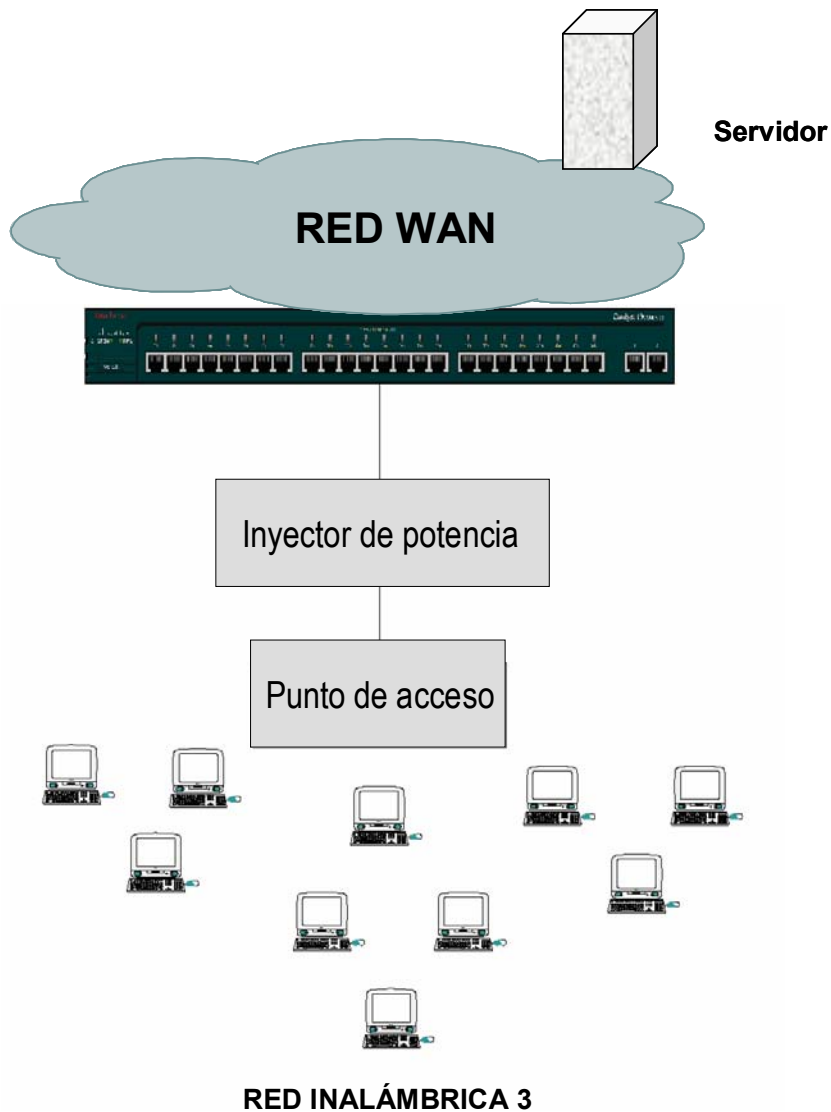 Servidor
RED WAN
Inyector de potencia
Punto de acceso
RED INALÁMBRICA 3